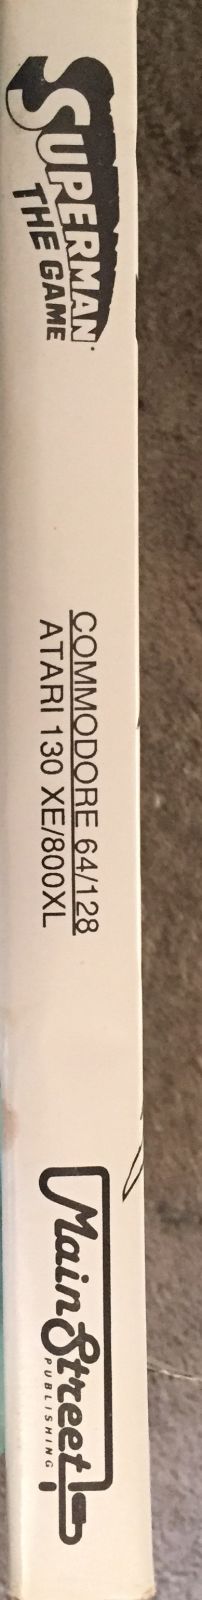 SUPERMAN
THE GAME
COMMODORE 64/128
ATARI 130 XE/800XL
Main Street
PUBLISHING